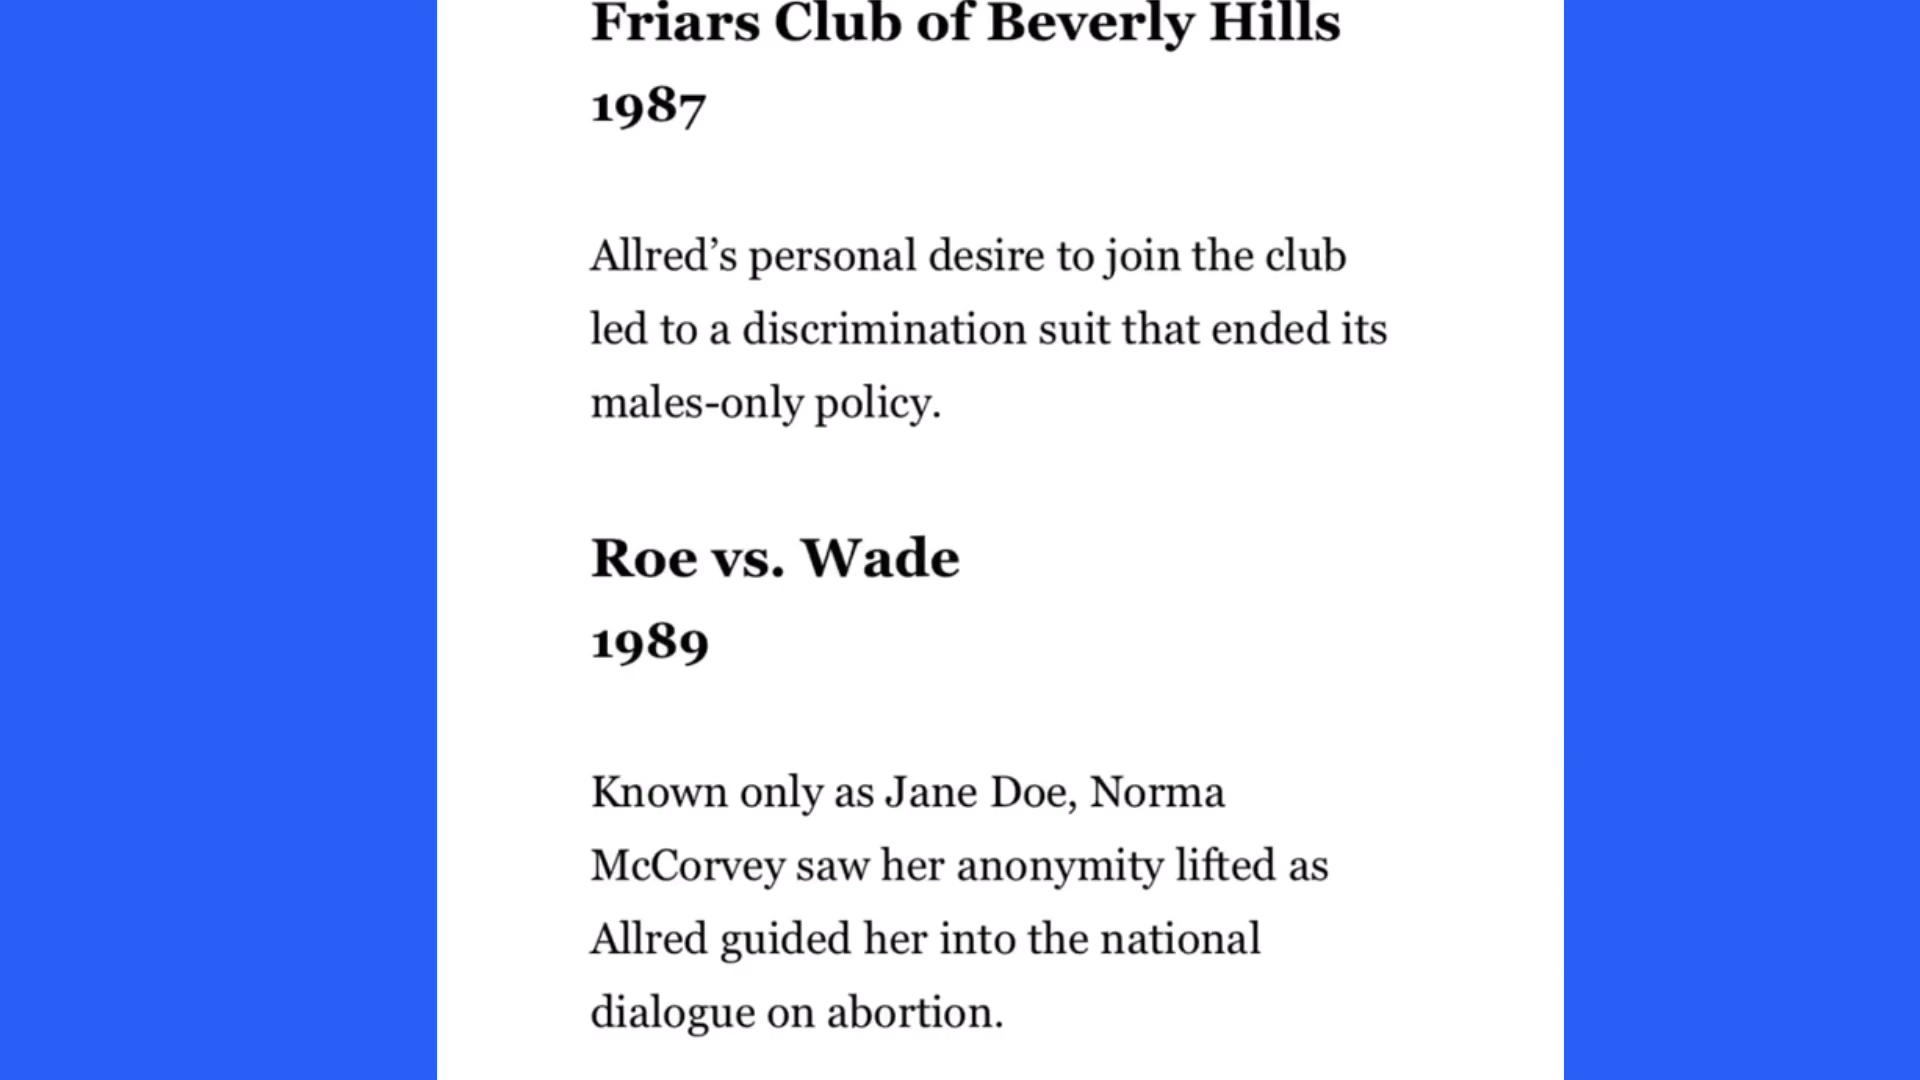 Friars Club of Beverly Hills
1987
Allred’s personal desire to join the club
led to a discrimination suit that ended its
males-only policy.
Roe vs. Wade
1989
Known only as Jane Doe, Norma
McCorvey saw her anonymity lifted as
Allred guided her into the national
dialogue on abortion.